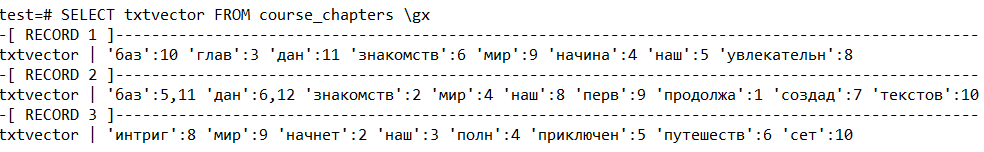 test=# SELECT txtvector FROM course_chapters \gx
-[ RECORD 1 ]--------------------------------------------------------------------------------------
txtvector | 'баз':10 'глав':3 'дан':11 'знакомств':6 'мир':9 'начина':4 'наш':5 'увлекательн':8
-[ RECORD 2 ]--------------------------------------------------------------------------------------
txtvector | 'баз':5,11 'дан':6,12 'знакомств':2 'мир':4 'наш':8 'перв':9 'продолжа':1 'создад':7 'текстов':10
-[ RECORD 3 ]--------------------------------------------------------------------------------------
txtvector | 'интриг':8 'мир':9 'начнет':2 'наш':3 'полн':4 'приключен':5 'путешеств':6 'сет':10